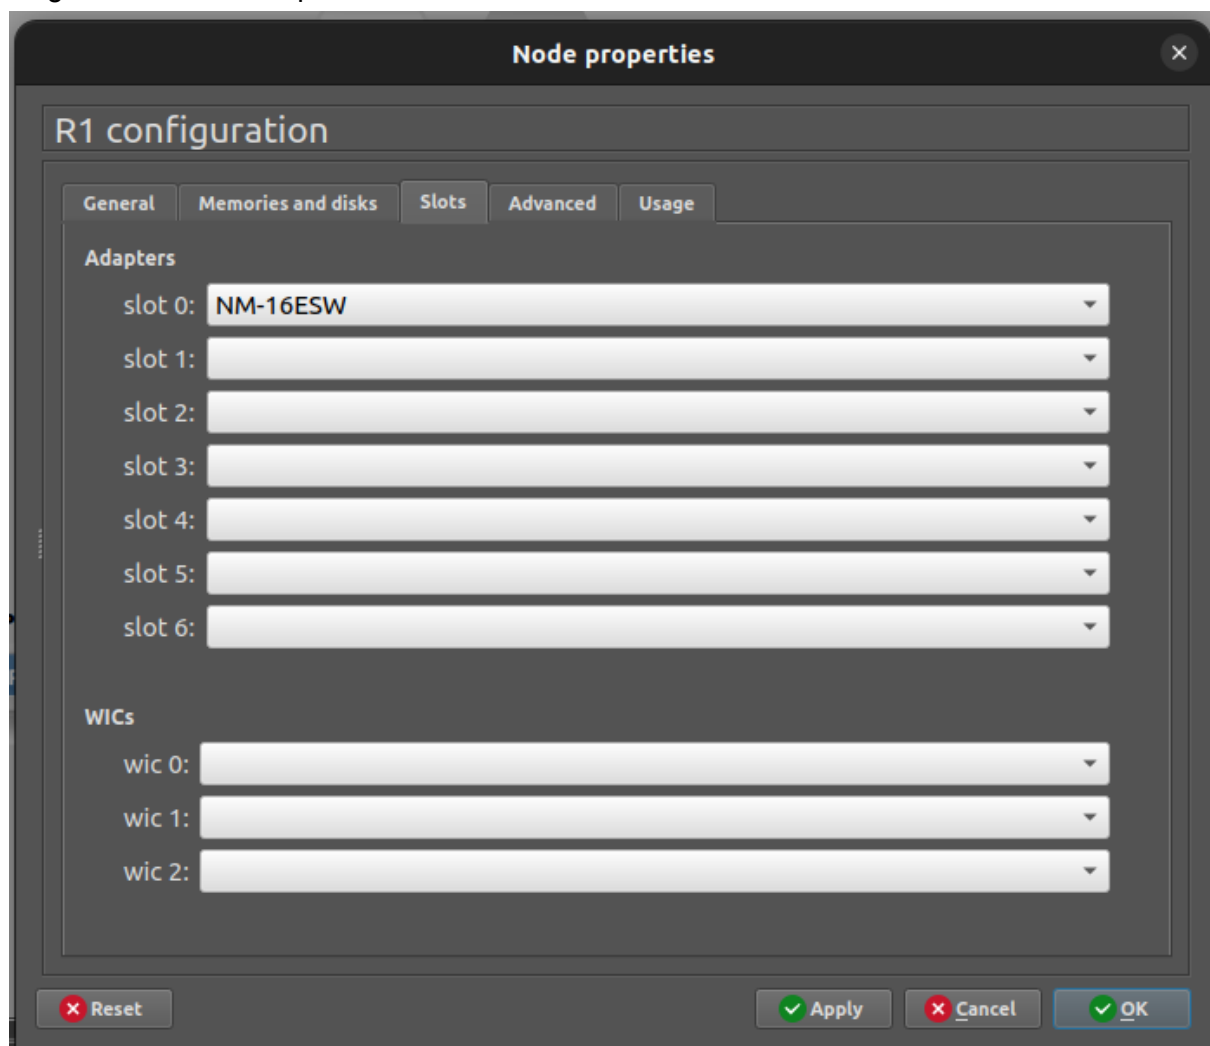 Node properties
R1 configuration
General Memories and disks Slots Advanced Usage
Adapters
slot 0: NM-16ESW
slot 1:
slot 2:
slot 3:
slot 4:
slot 5:
slot 6:
WICs
wic 0:
wic 1:
wic 2:
Reset Apply Cancel OK